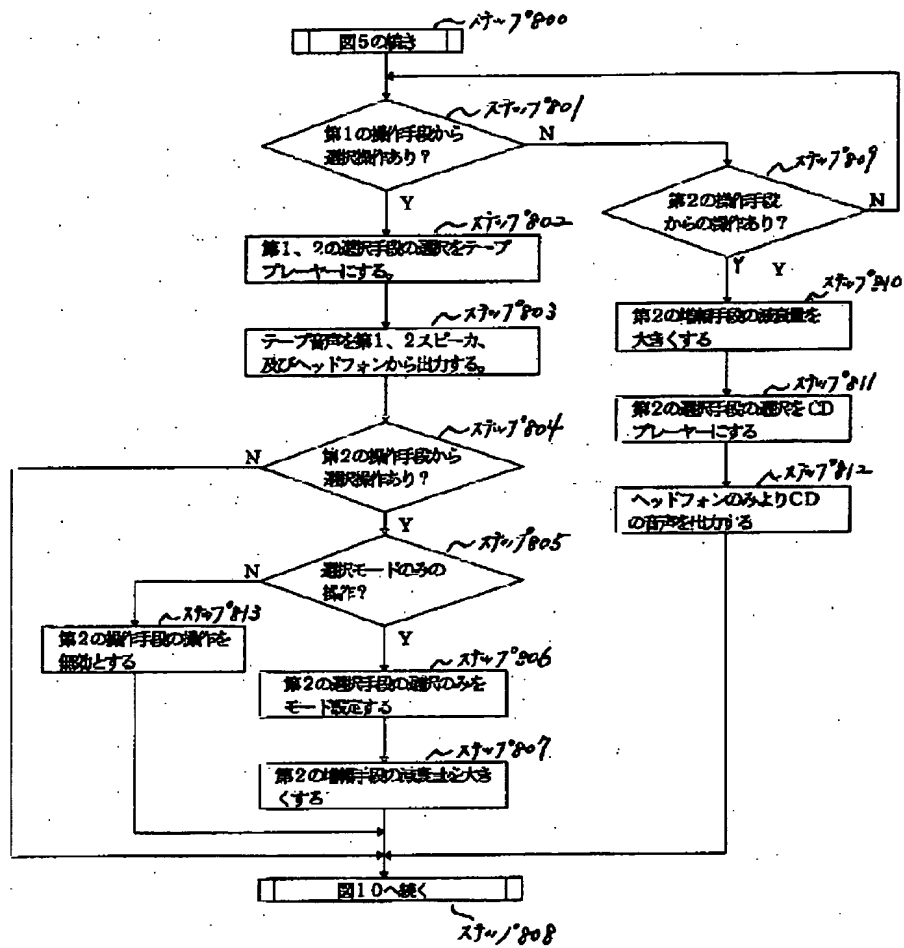 ステップ800
図5の続き
ステップ801
第1の操作手段から
選択操作あり?
N
Y
ステップ809
第2の操作手段
からの操作あり?
N
Y Y
ステップ802
第1、2の選択手段の選択をテープ
プレーヤーにする。
ステップ810
第2の増幅手段の減衰量を
大きくする
ステップ803
テープ音声を第1、2スピーカ、
及びヘッドフォンから出力する。
ステップ811
第2の選択手段の選択をCD
プレーヤーにする
ステップ804
第2の操作手段から
選択操作あり?
N
Y
ステップ812
ヘッドフォンのみよりCD
の音声を出力する
ステップ805
選択モードのみの
操作?
N
Y
ステップ813
第2の操作手段の操作を
無効とする
ステップ806
第2の選択手段の選択のみを
モード設定する
ステップ807
第2の増幅手段の減衰量を大き
くする
図10へ続く
ステップ808